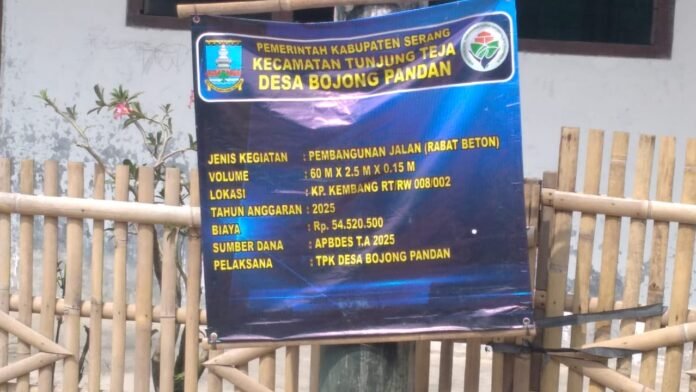 PEMERINTAH KABUPATEN SERANG
KECAMATAN TUNJUNG TEJA
DESA BOJONG PANDAN
JENIS KEGIATAN : PEMBANGUNAN JALAN (RABAT BETON)
VOLUME : 60 M X 2.5 M X 0.15 M
LOKASI : KP. KEMBANG RT/RW 008/002
TAHUN ANGGARAN : 2025
BIAYA : Rp. 54.520.500
SUMBER DANA : APBDES T.A 2025
PELAKSANA : TPK DESA BOJONG PANDAN